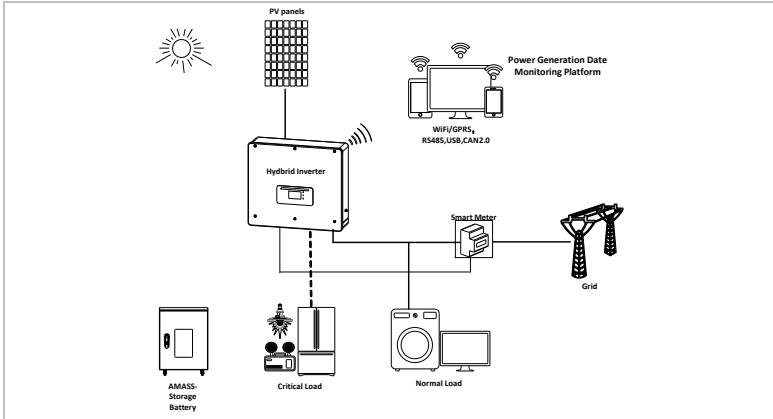 PV panels
Power Generation Date
Monitoring Platform
WiFi/GPRS,
RS485,USB,CAN2.0
Hydbrid Inverter
Smart Meter
Grid
AMASS-
Storage
Battery
Critical Load
Normal Load